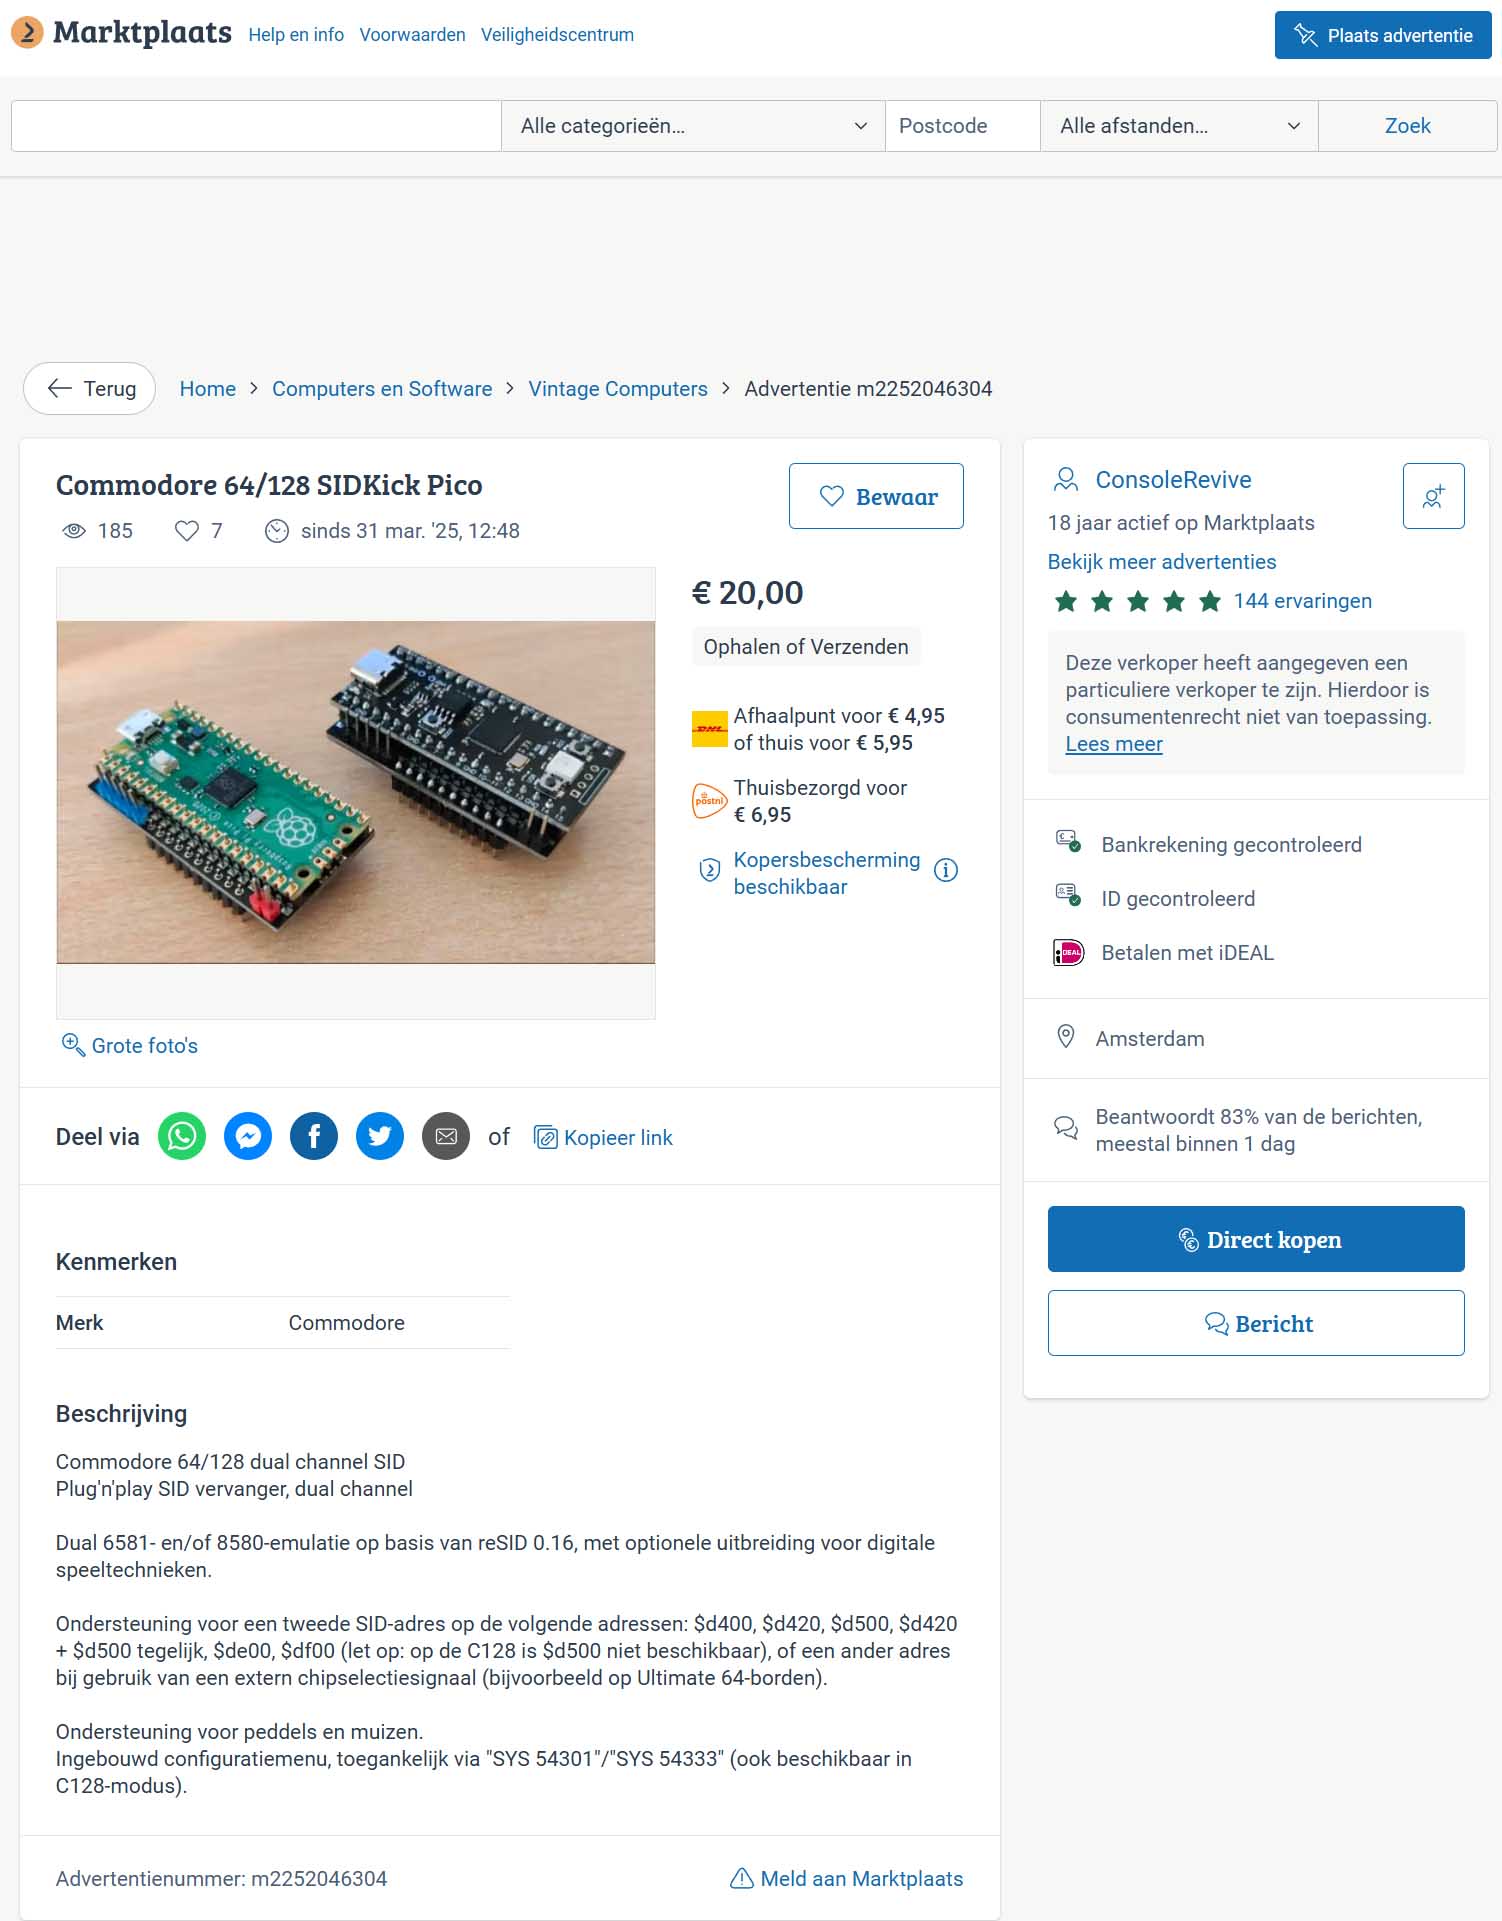 Marktplaats Help en info Voorwaarden Veiligheidscentrum Plaats advertentie
Alle categorieën... Postcode Alle afstanden... Zoek
Terug Home > Computers en Software > Vintage Computers > Advertentie m2252046304
Commodore 64/128 SIDKick Pico
185 7 sinds 31 mar. '25, 12:48
Bewaar
€ 20,00
Ophalen of Verzenden
DHL
Afhaalpunt voor € 4,95
of thuis voor € 5,95
postnl
Thuisbezorgd voor
€ 6,95
Kopersbescherming
beschikbaar
Grote foto's
Deel via of Kopieer link
Kenmerken
Merk Commodore
Beschrijving
Commodore 64/128 dual channel SID
Plug'n'play SID vervanger, dual channel
Dual 6581- en/of 8580-emulatie op basis van reSID 0.16, met optionele uitbreiding voor digitale
speeltechnieken.
Ondersteuning voor een tweede SID-adres op de volgende adressen: $d400, $d420, $d500, $d420
+ $d500 tegelijk, $de00, $df00 (let op: op de C128 is $d500 niet beschikbaar), of een ander adres
bij gebruik van een extern chipselectiesignaal (bijvoorbeeld op Ultimate 64-borden).
Ondersteuning voor peddels en muizen.
Ingebouwd configuratiemenu, toegankelijk via "SYS 54301"/"SYS 54333" (ook beschikbaar in
C128-modus).
Advertentienummer: m2252046304 Meld aan Marktplaats
ConsoleRevive
18 jaar actief op Marktplaats
Bekijk meer advertenties
144 ervaringen
Deze verkoper heeft aangegeven een
particuliere verkoper te zijn. Hierdoor is
consumentenrecht niet van toepassing.
Lees meer
Bankrekening gecontroleerd
ID gecontroleerd
iDEAL Betalen met iDEAL
Amsterdam
Beantwoordt 83% van de berichten,
meestal binnen 1 dag
Direct kopen
Bericht